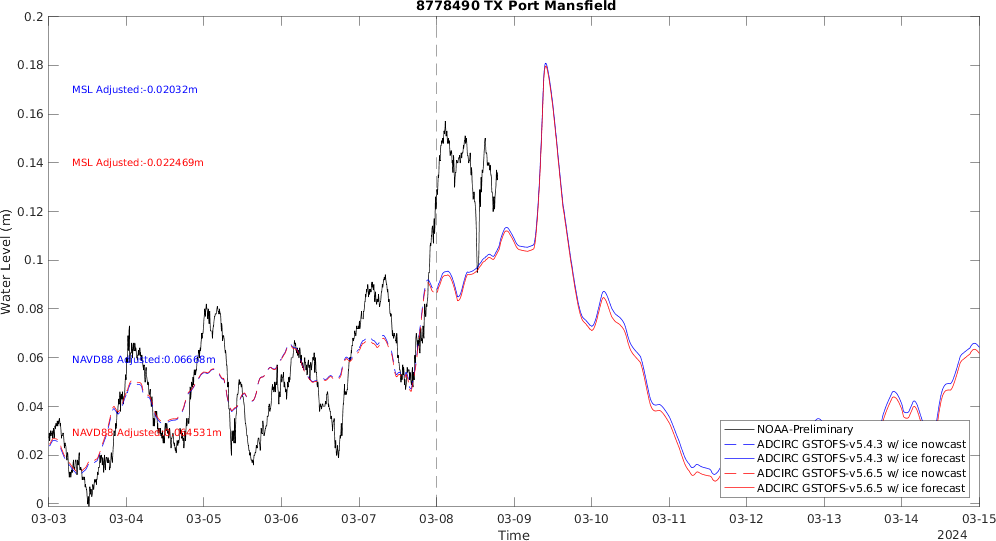 8778490 TX Port Mansfield
Water Level (m)
0.2
0.18
0.16
0.14
0.12
0.1
0.08
0.06
0.04
0.02
0
MSL Adjusted:-0.02032m
MSL Adjusted:-0.022469m
NAVD88 Adjusted:0.06668m
NAVD88 Adjusted:0.064531m
NOAA-Preliminary
ADCIRC GSTOFS-v5.4.3 w/ ice nowcast
ADCIRC GSTOFS-v5.4.3 w/ ice forecast
ADCIRC GSTOFS-v5.6.5 w/ ice nowcast
ADCIRC GSTOFS-v5.6.5 w/ ice forecast
03-03 03-04 03-05 03-06 03-07 03-08 03-09 03-10 03-11 03-12 03-13 03-14 03-15
Time
2024